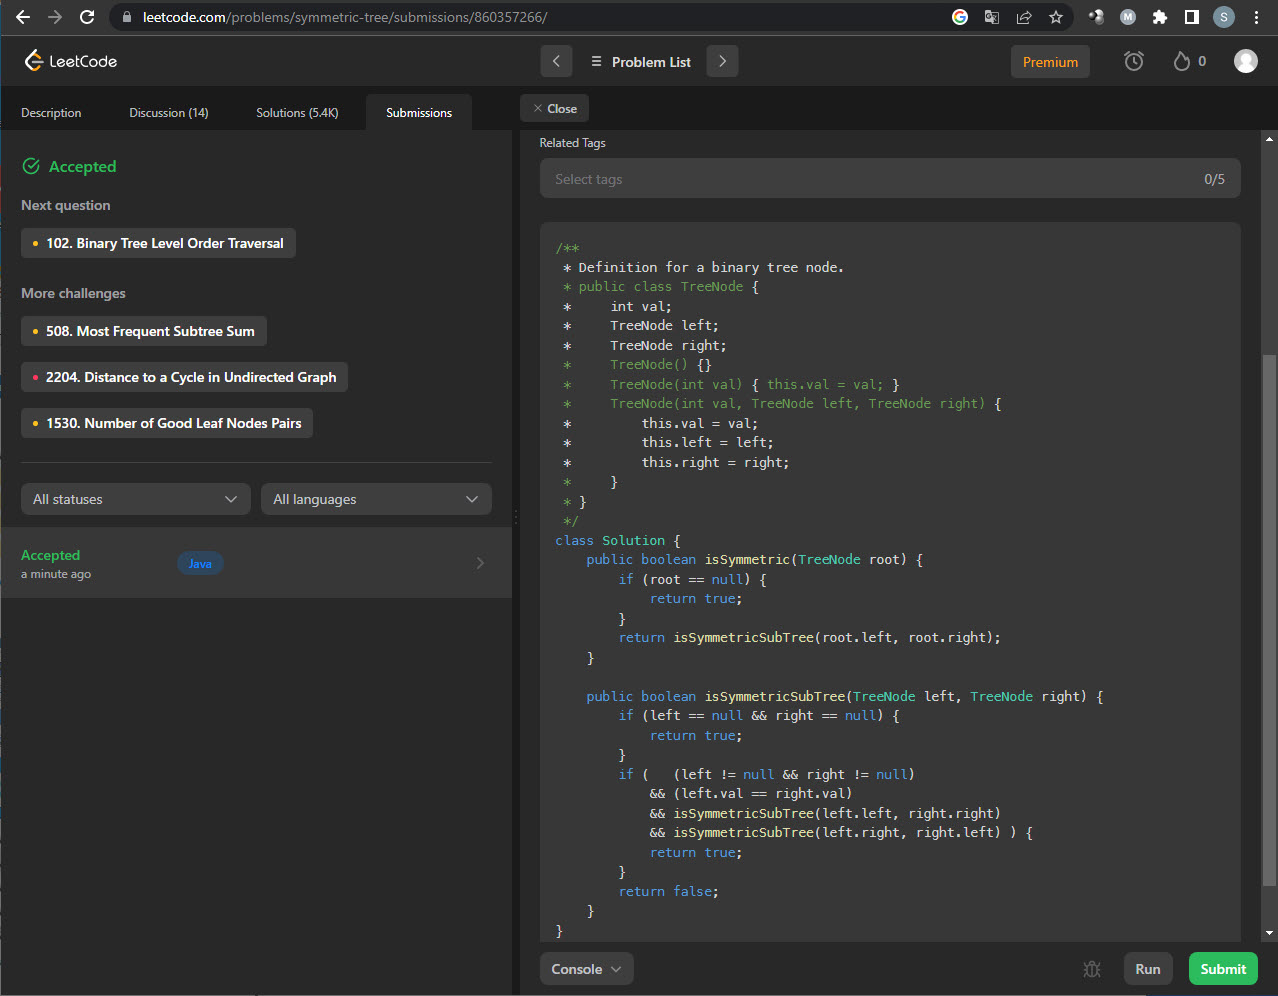 leetcode.com/problems/symmetric-tree/submissions/860357266/
M
S
LeetCode
Problem List
Premium
0
Description
Discussion (14)
Solutions (5.4K)
Submissions
Close
Accepted
Next question
102. Binary Tree Level Order Traversal
More challenges
508. Most Frequent Subtree Sum
2204. Distance to a Cycle in Undirected Graph
1530. Number of Good Leaf Nodes Pairs
All statuses
All languages
Accepted
a minute ago
Java
Related Tags
Select tags
0/5
/**
 * Definition for a binary tree node.
 * public class TreeNode {
 *     int val;
 *     TreeNode left;
 *     TreeNode right;
 *     TreeNode() {}
 *     TreeNode(int val) { this.val = val; }
 *     TreeNode(int val, TreeNode left, TreeNode right) {
 *         this.val = val;
 *         this.left = left;
 *         this.right = right;
 *     }
 * }
 */
class Solution {
    public boolean isSymmetric(TreeNode root) {
        if (root == null) {
            return true;
        }
        return isSymmetricSubTree(root.left, root.right);
    }

    public boolean isSymmetricSubTree(TreeNode left, TreeNode right) {
        if (left == null && right == null) {
            return true;
        }
        if (   (left != null && right != null)
            && (left.val == right.val)
            && isSymmetricSubTree(left.left, right.right)
            && isSymmetricSubTree(left.right, right.left) ) {
            return true;
        }
        return false;
    }
}
Console
Run
Submit